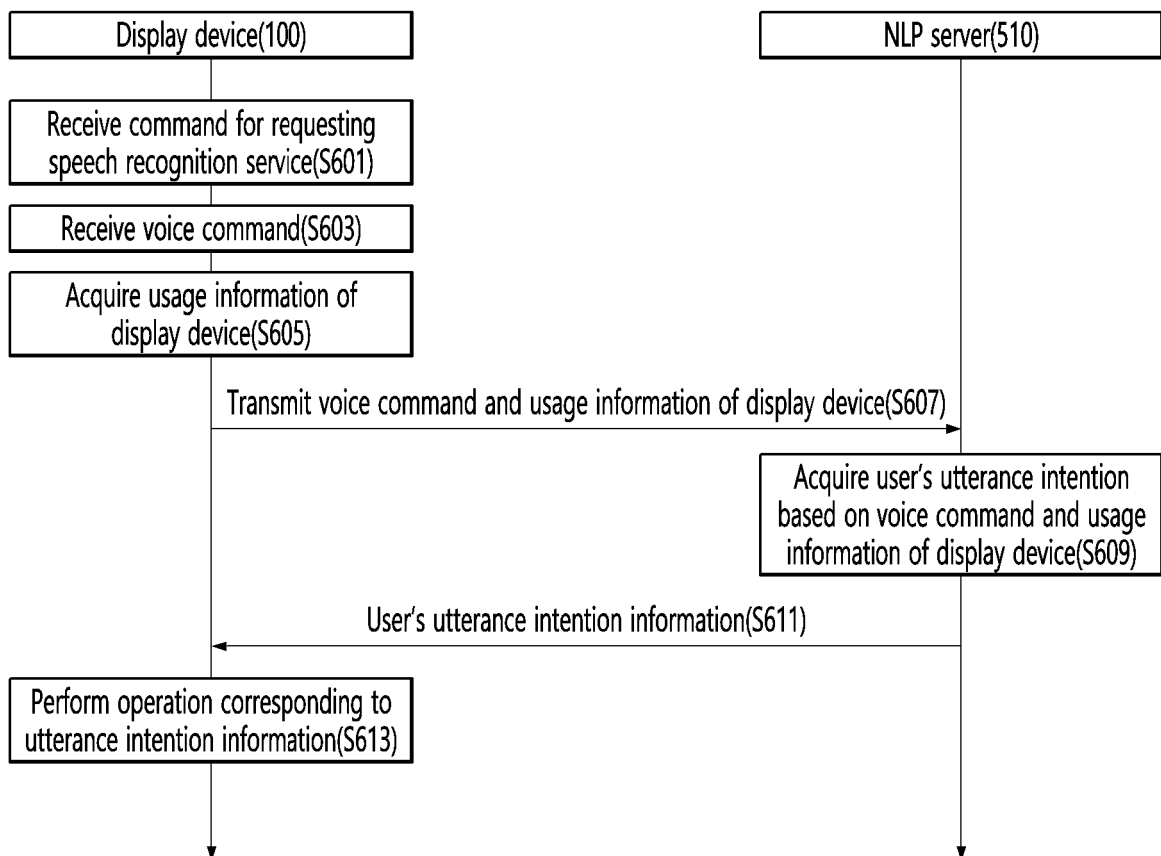 Display device(100)
NLP server(510)
Receive command for requesting
speech recognition service(S601)
Receive voice command(S603)
Acquire usage information of
display device(S605)
Transmit voice command and usage information of display device(S607)
Acquire user's utterance intention
based on voice command and usage
information of display device(S609)
User's utterance intention information(S611)
Perform operation corresponding to
utterance intention information(S613)